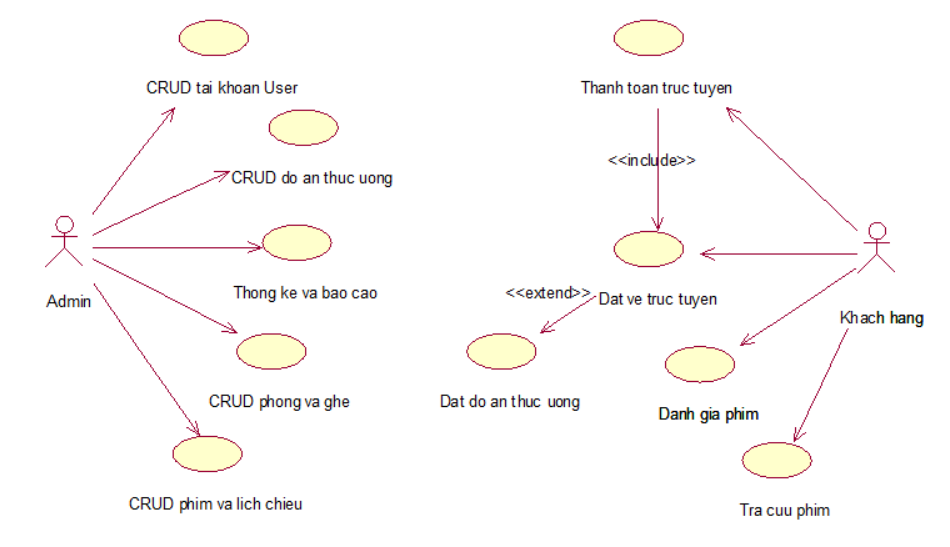 CRUD tai khoan User
Thanh toan truc tuyen
<<include>>
CRUD do an thuc uong
Admin
Thong ke va bao cao
<<extend>>
Dat ve truc tuyen
Khach hang
CRUD phong va ghe
Dat do an thuc uong
Danh gia phim
CRUD phim va lich chieu
Tra cuu phim